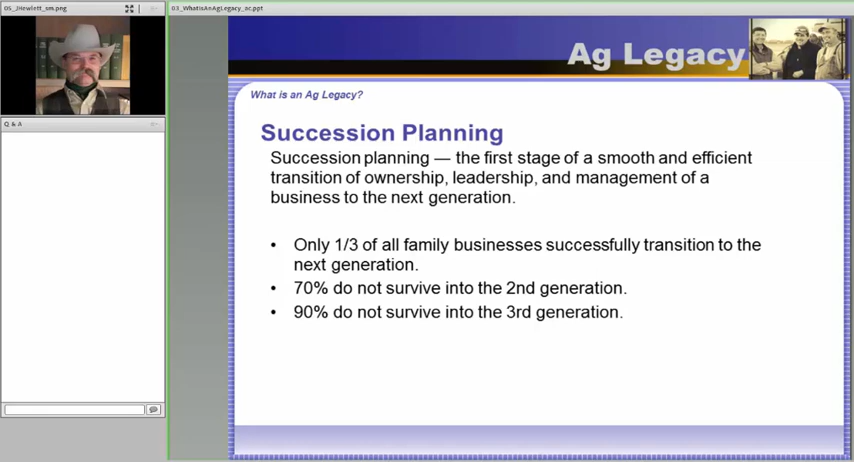 05_JHewlett_sm.png
03_WhatIsAnAgLegacy_oc.ppt
Q & A
Ag Legacy
What is an Ag Legacy?
Succession Planning
Succession planning — the first stage of a smooth and efficient
transition of ownership, leadership, and management of a
business to the next generation.
• Only 1/3 of all family businesses successfully transition to the
next generation.
• 70% do not survive into the 2nd generation.
• 90% do not survive into the 3rd generation.